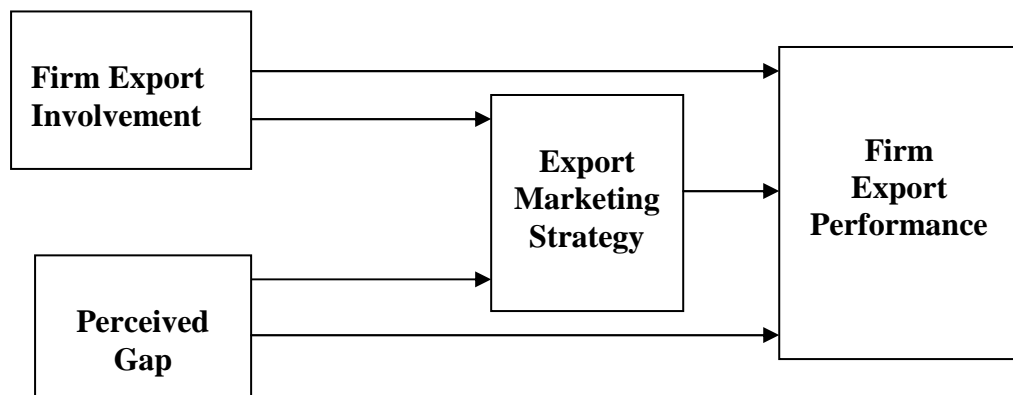 Firm Export
Involvement
Export
Marketing
Strategy
Firm
Export
Performance
Perceived
Gap